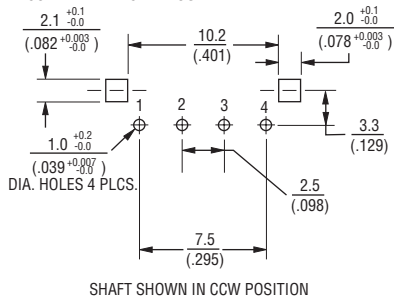 2.1 +0.1 -0.0
(.082 +0.003 -0.0)
10.2
(.401)
2.0 +0.1 -0.0
(.078 +0.003 -0.0)
1 2 3 4
1.0 +0.2 -0.0
(.039 +0.007 -0.0)
DIA. HOLES 4 PLCS.
3.3
(.129)
2.5
(.098)
7.5
(.295)
SHAFT SHOWN IN CCW POSITION